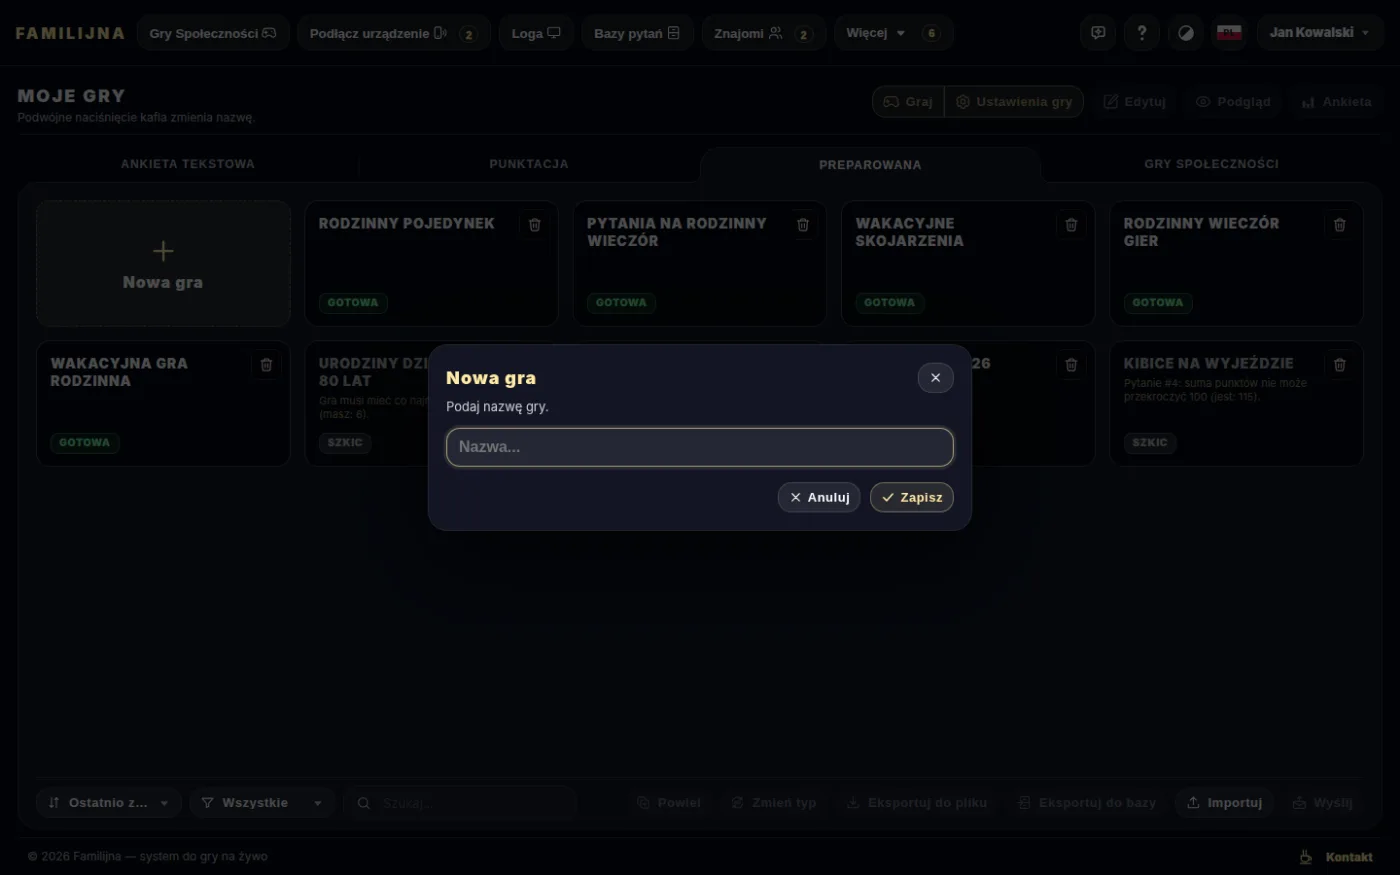 FAMILIJNA
Gry Społeczności
Podłącz urządzenie 2
Loga
Bazy pytań
Znajomi 2
Więcej 6
?
PL
Jan Kowalski
MOJE GRY
Podwójne naciśnięcie kafla zmienia nazwę.
Graj
Ustawienia gry
Edytuj
Podgląd
Ankieta
ANKIETA TEKSTOWA
PUNKTACJA
PREPAROWANA
GRY SPOŁECZNOŚCI
Nowa gra
RODZINNY POJEDYNEK
GOTOWA
PYTANIA NA RODZINNY
WIECZÓR
GOTOWA
WAKACYJNE
SKOJARZENIA
GOTOWA
RODZINNY WIECZÓR
GIER
GOTOWA
WAKACYJNA GRA
RODZINNA
GOTOWA
URODZINY
80 LAT
Gra musi mieć co
(masz: 6).
SZKIC
26
KIBICE NA WYJEŹDZIE
Pytanie #4: suma punktów nie może
przekroczyć 100 (jest: 115).
SZKIC
Nowa gra
Podaj nazwę gry.
Nazwa...
Anuluj
Zapisz
Ostatnio z...
Wszystkie
Szukaj...
Powiel
Zmień typ
Eksportuj do pliku
Eksportuj do bazy
Importuj
Wyślij
© 2026 Familijna — system do gry na żywo
Kontakt